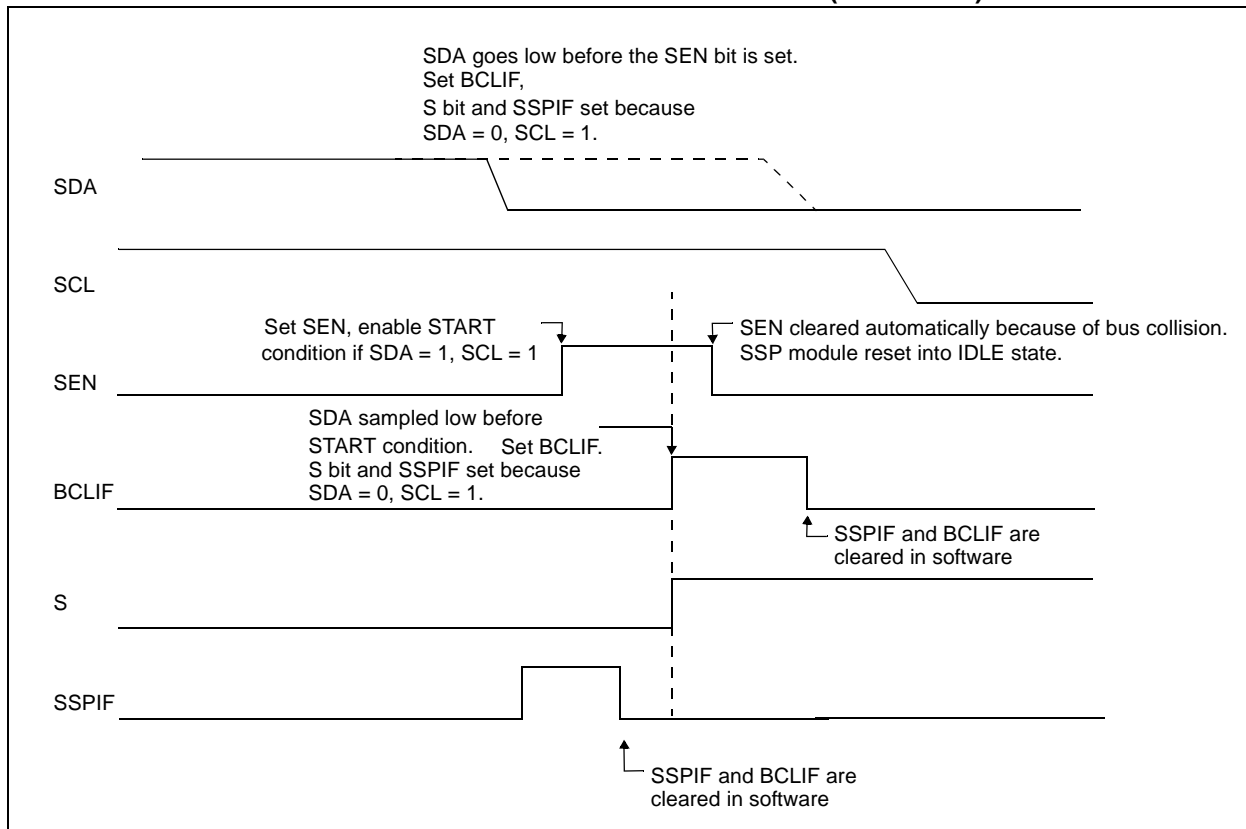 SDA goes low before the SEN bit is set.
Set BCLIF,
S bit and SSPIF set because
SDA = 0, SCL = 1.
SDA
SCL
Set SEN, enable START
condition if SDA = 1, SCL = 1
SEN cleared automatically because of bus collision.
SSP module reset into IDLE state.
SEN
SDA sampled low before
START condition. Set BCLIF.
S bit and SSPIF set because
SDA = 0, SCL = 1.
BCLIF
SSPIF and BCLIF are
cleared in software
S
SSPIF
SSPIF and BCLIF are
cleared in software